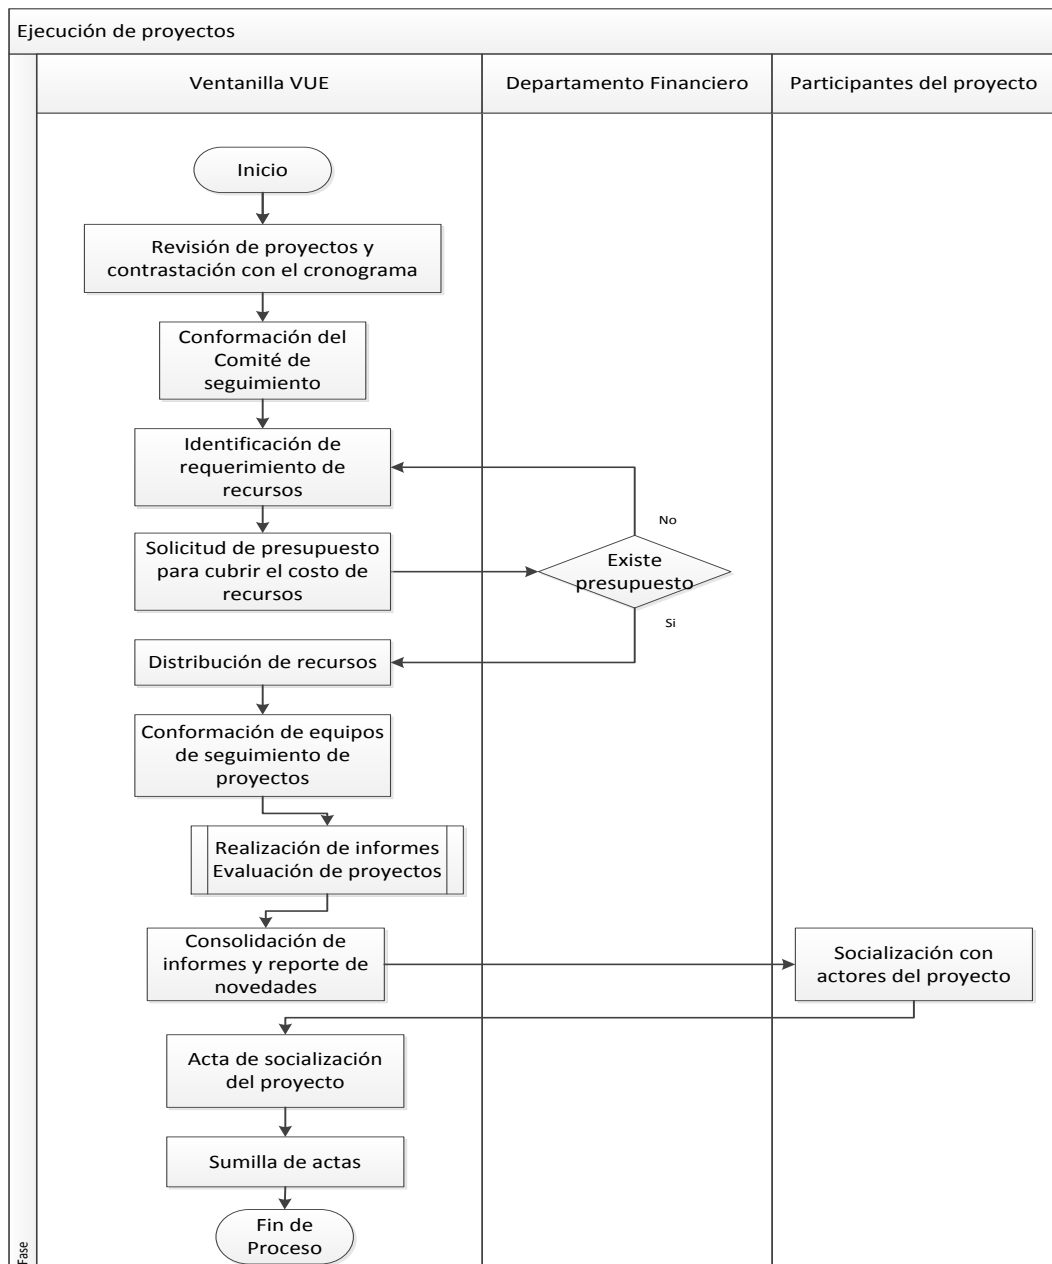 Ejecución de proyectos
Ventanilla VUE
Departamento Financiero
Participantes del proyecto
Inicio
Revisión de proyectos y
contrastación con el cronograma
Conformación del
Comité de
seguimiento
Identificación de
requerimiento de
recursos
No
Solicitud de presupuesto
para cubrir el costo de
recursos
Existe
presupuesto
Si
Distribución de recursos
Conformación de equipos
de seguimiento de
proyectos
Realización de informes
Evaluación de proyectos
Consolidación de
informes y reporte de
novedades
Socialización con
actores del proyecto
Acta de socialización
del proyecto
Sumilla de actas
Fin de
Proceso
Fase